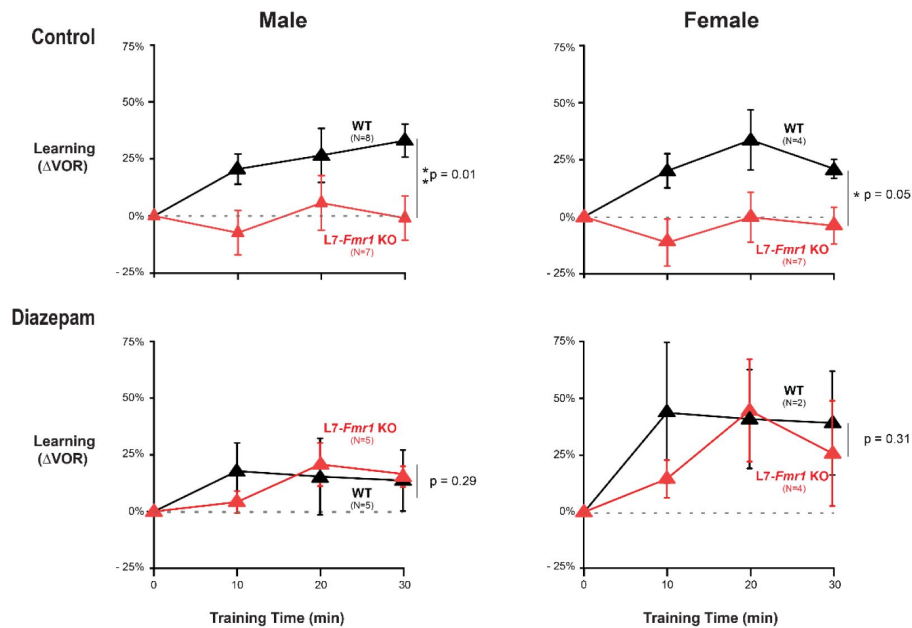 Male
Female
Control
75%
50%
25%
0%
- 25%
Learning
(ΔVOR)
WT
(N=8)
L7-Fmr1 KO
(N=7)
**
p = 0.01
75%
50%
25%
0%
- 25%
WT
(N=4)
L7-Fmr1 KO
(N=7)
* p = 0.05
Diazepam
75%
50%
25%
0%
- 25%
Learning
(ΔVOR)
L7-Fmr1 KO
(N=5)
WT
(N=5)
p = 0.29
0
10
20
30
Training Time (min)
75%
50%
25%
0%
- 25%
WT
(N=2)
L7-Fmr1 KO
(N=4)
p = 0.31
0
10
20
30
Training Time (min)